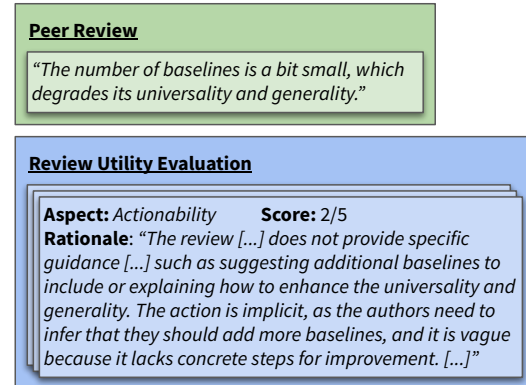 Peer Review
“The number of baselines is a bit small, which
degrades its universality and generality.”
Review Utility Evaluation
Aspect: Actionability Score: 2/5
Rationale: “The review [...] does not provide specific
guidance [...] such as suggesting additional baselines to
include or explaining how to enhance the universality and
generality. The action is implicit, as the authors need to
infer that they should add more baselines, and it is vague
because it lacks concrete steps for improvement. [...]”